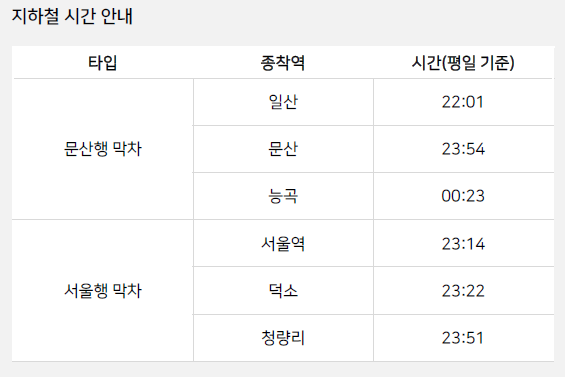 지하철 시간 안내
타입 종착역 시간(평일 기준)
문산행 막차
일산 22:01
문산 23:54
능곡 00:23
서울행 막차
서울역 23:14
덕소 23:22
청량리 23:51